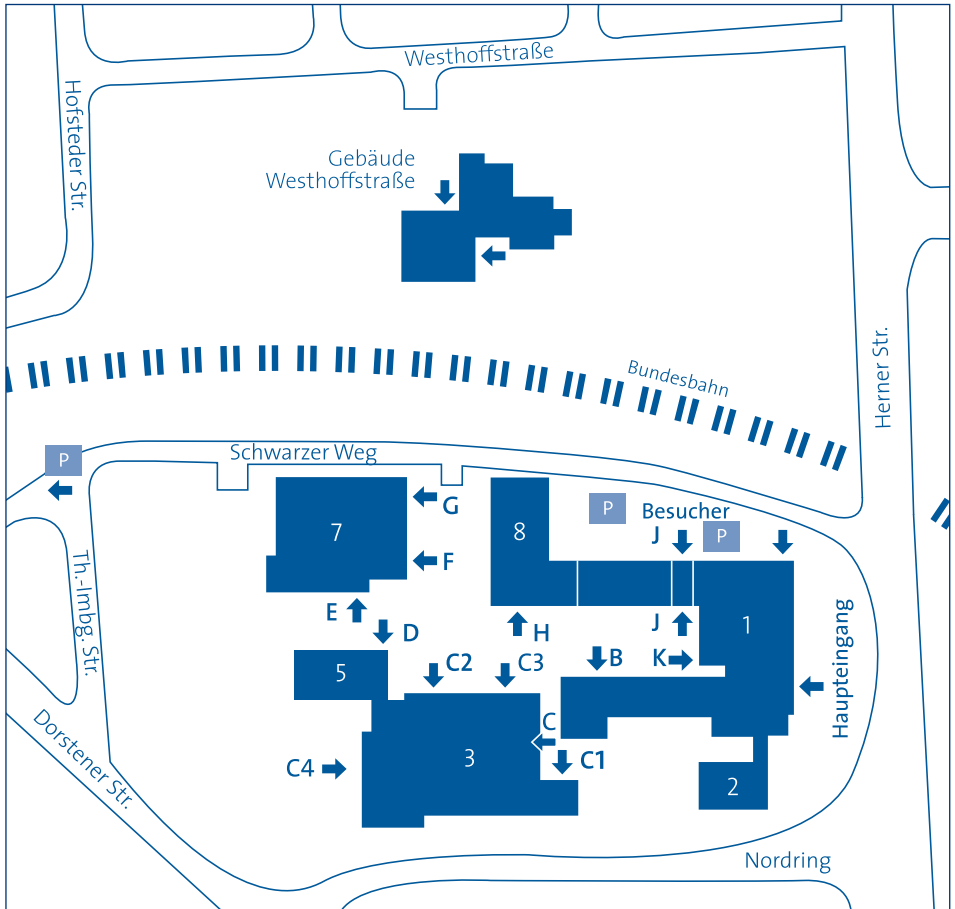 Westhoffstraße
Hofsteder Str.
Gebäude
Westhoffstraße
Herner Str.
Bundesbahn
Schwarzer Weg
P
P
Besucher
J
P
G
7
8
F
Th.-Imbg. Str.
E
D
H
J
1
Haupteingang
5
C2
C3
B
K
Dorstener Str.
C
3
C1
C4
2
Nordring